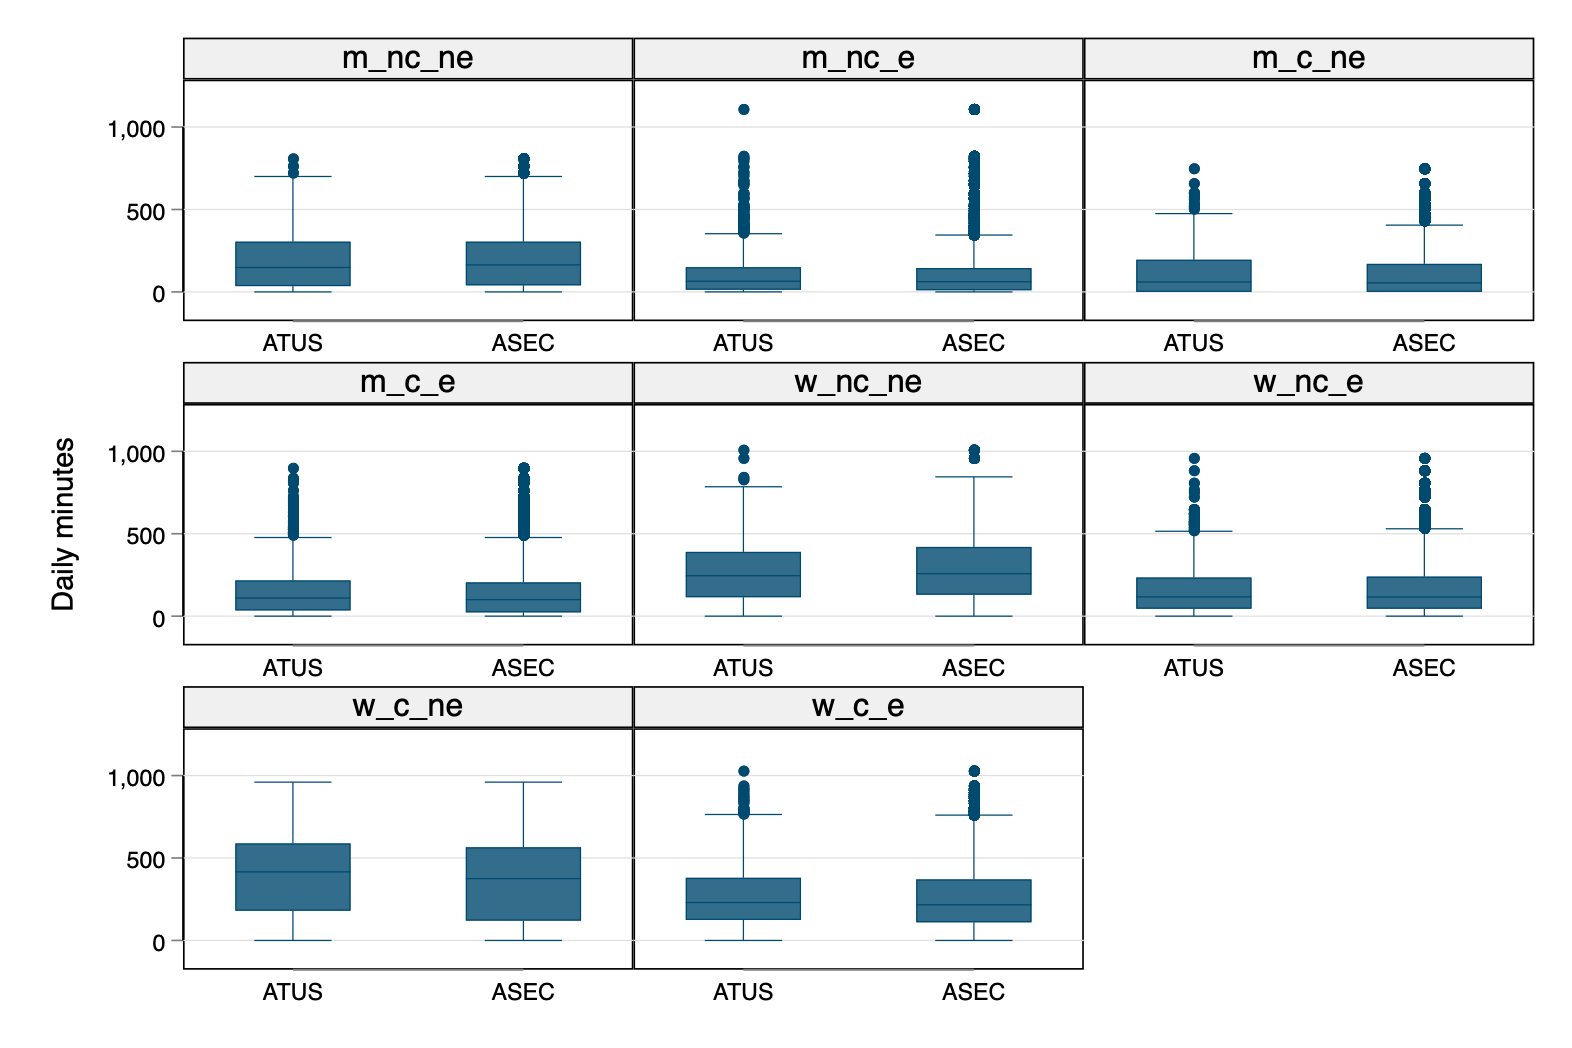 m_nc_ne m_nc_e m_c_ne
1,000
500
0
ATUS ASEC ATUS ASEC ATUS ASEC
m_c_e w_nc_ne w_nc_e
Daily minutes
1,000
500
0
ATUS ASEC ATUS ASEC ATUS ASEC
w_c_ne w_c_e
1,000
500
0
ATUS ASEC ATUS ASEC